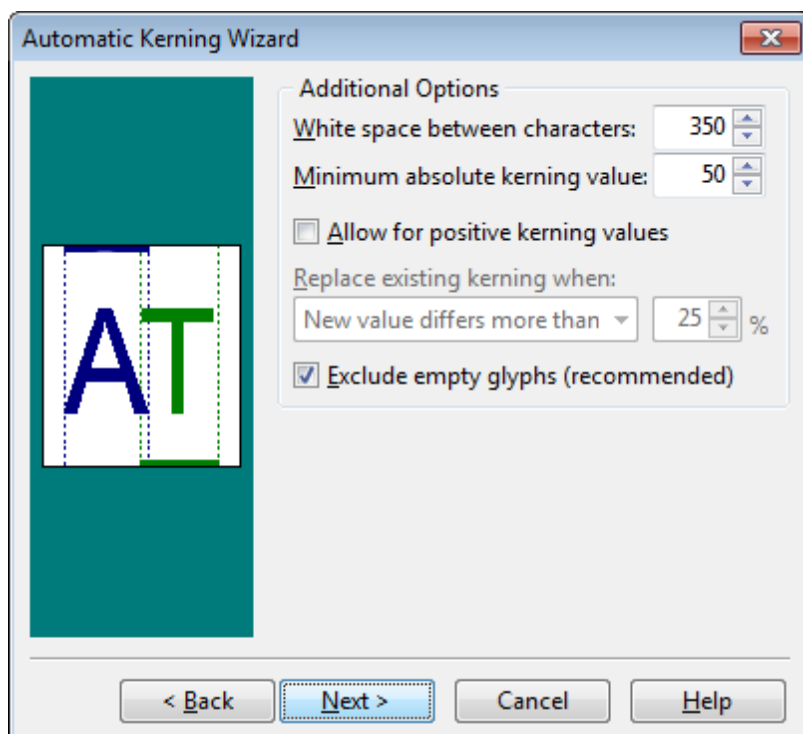 Automatic Kerning Wizard
Additional Options
White space between characters: 350
Minimum absolute kerning value: 50
Allow for positive kerning values
Replace existing kerning when:
New value differs more than 25 %
Exclude empty glyphs (recommended)
AT
< Back Next > Cancel Help